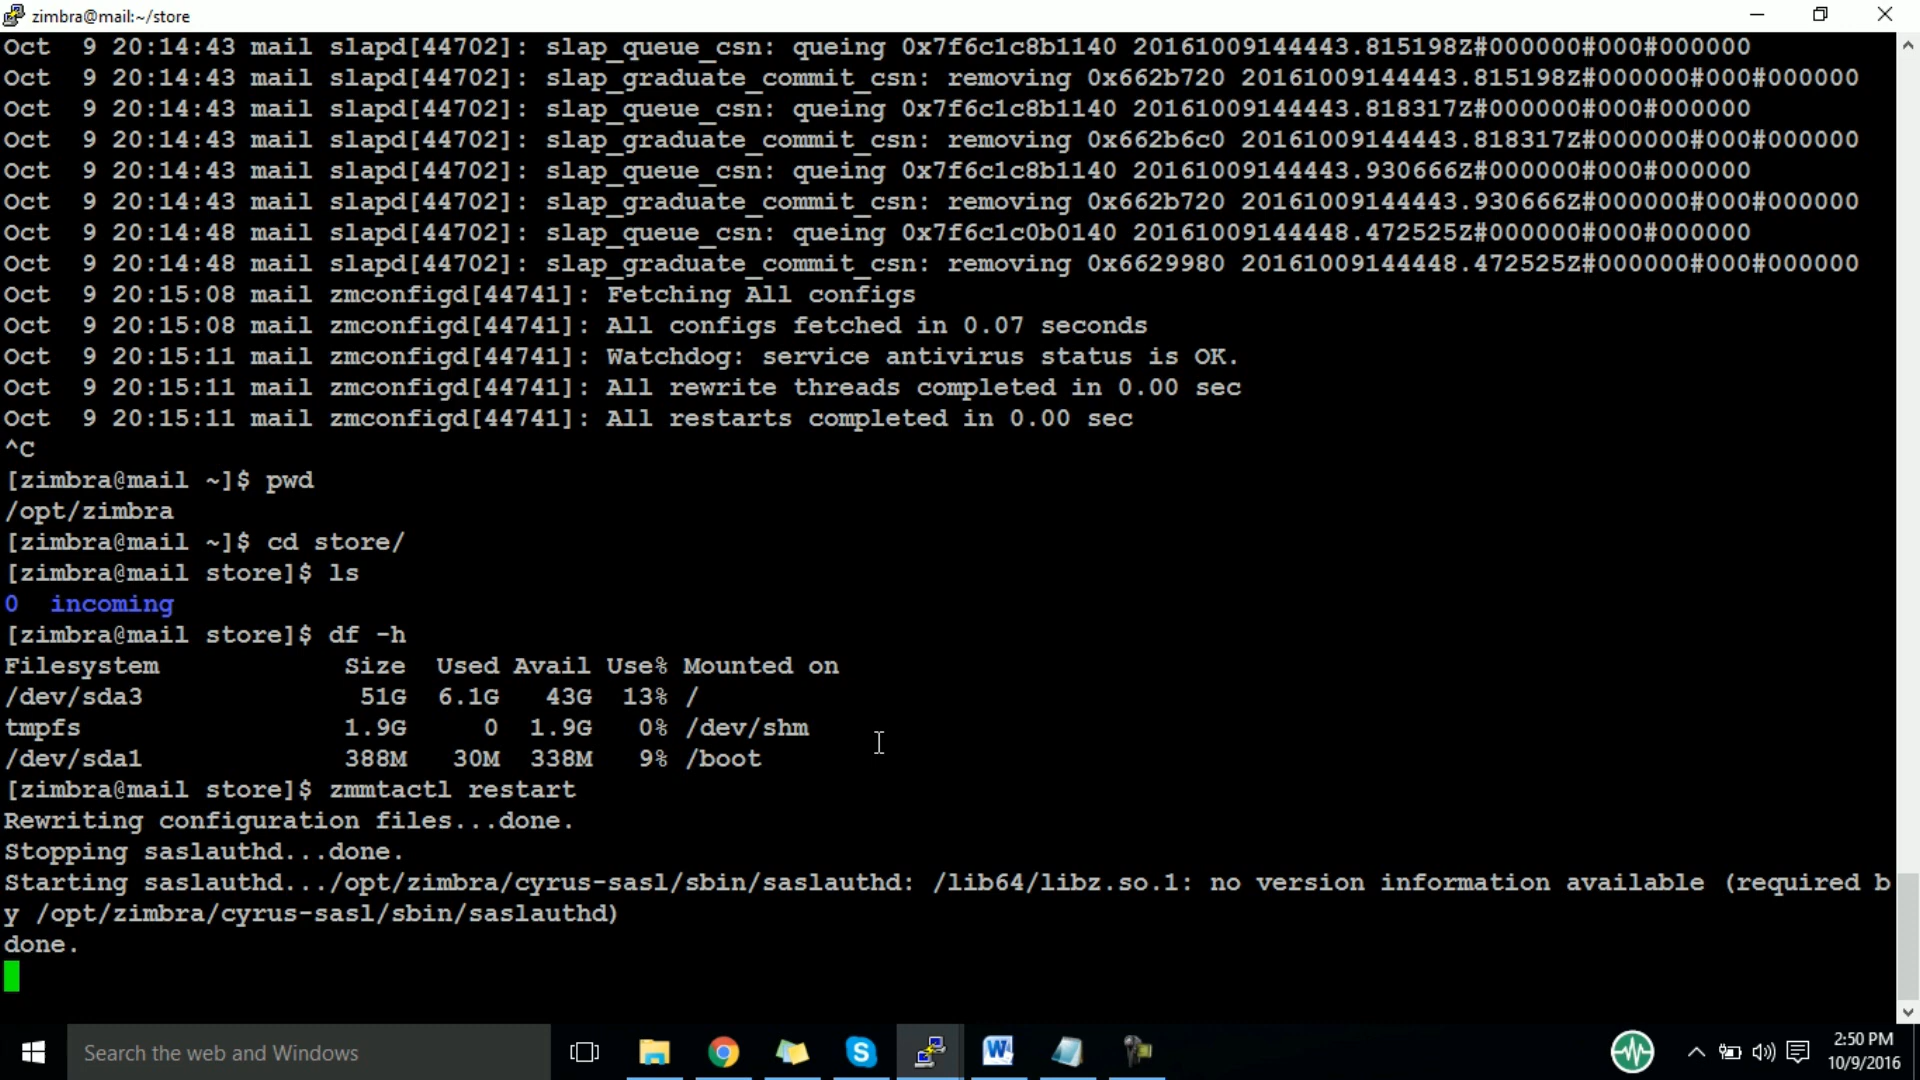 zimbra@mail:~/store
Oct  9 20:14:43 mail slapd[44702]: slap_queue_csn: queing 0x7f6c1c8b1140 20161009144443.815198Z#000000#000#000000
Oct  9 20:14:43 mail slapd[44702]: slap_graduate_commit_csn: removing 0x662b720 20161009144443.815198Z#000000#000#000000
Oct  9 20:14:43 mail slapd[44702]: slap_queue_csn: queing 0x7f6c1c8b1140 20161009144443.818317Z#000000#000#000000
Oct  9 20:14:43 mail slapd[44702]: slap_graduate_commit_csn: removing 0x662b6c0 20161009144443.818317Z#000000#000#000000
Oct  9 20:14:43 mail slapd[44702]: slap_queue_csn: queing 0x7f6c1c8b1140 20161009144443.930666Z#000000#000#000000
Oct  9 20:14:43 mail slapd[44702]: slap_graduate_commit_csn: removing 0x662b720 20161009144443.930666Z#000000#000#000000
Oct  9 20:14:48 mail slapd[44702]: slap_queue_csn: queing 0x7f6c1c0b0140 20161009144448.472525Z#000000#000#000000
Oct  9 20:14:48 mail slapd[44702]: slap_graduate_commit_csn: removing 0x6629980 20161009144448.472525Z#000000#000#000000
Oct  9 20:15:08 mail zmconfigd[44741]: Fetching All configs
Oct  9 20:15:08 mail zmconfigd[44741]: All configs fetched in 0.07 seconds
Oct  9 20:15:11 mail zmconfigd[44741]: Watchdog: service antivirus status is OK.
Oct  9 20:15:11 mail zmconfigd[44741]: All rewrite threads completed in 0.00 sec
Oct  9 20:15:11 mail zmconfigd[44741]: All restarts completed in 0.00 sec
^C
[zimbra@mail ~]$ pwd
/opt/zimbra
[zimbra@mail ~]$ cd store/
[zimbra@mail store]$ ls
0  incoming
[zimbra@mail store]$ df -h
Filesystem            Size  Used Avail Use% Mounted on
/dev/sda3              51G  6.1G   43G  13% /
tmpfs                 1.9G     0  1.9G   0% /dev/shm
/dev/sda1             388M   30M  338M   9% /boot
[zimbra@mail store]$ zmmtactl restart
Rewriting configuration files...done.
Stopping saslauthd...done.
Starting saslauthd.../opt/zimbra/cyrus-sasl/sbin/saslauthd: /lib64/libz.so.1: no version information available (required b
y /opt/zimbra/cyrus-sasl/sbin/saslauthd)
done.
Search the web and Windows
2:50 PM
10/9/2016